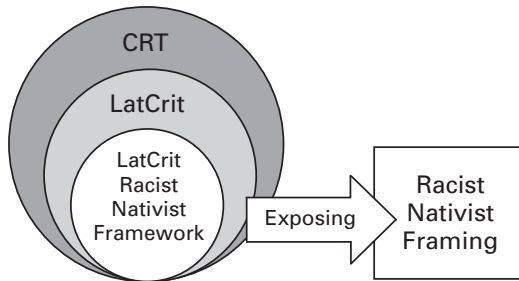 CRT
LatCrit
LatCrit
Racist
Nativist
Framework
Exposing
Racist
Nativist
Framing